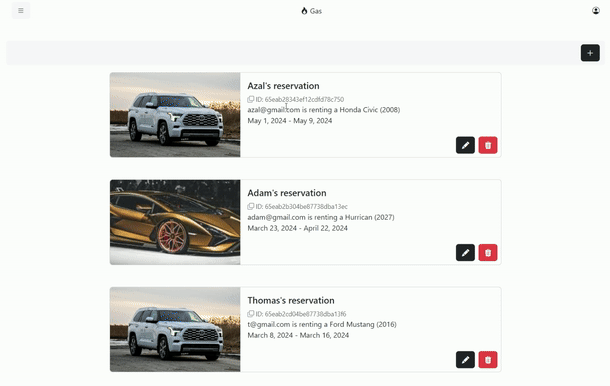 Gas
Azal's reservation
ID: 65eab28343ef12cdfd78c750
azal@gmail.com is renting a Honda Civic (2008)
May 1, 2024 - May 9, 2024
Adam's reservation
ID: 65eab2b304be87738dba13ec
adam@gmail.com is renting a Hurrican (2027)
March 23, 2024 - April 22, 2024
Thomas's reservation
ID: 65eab2cd04be87738dba13f6
t@gmail.com is renting a Ford Mustang (2016)
March 8, 2024 - March 16, 2024